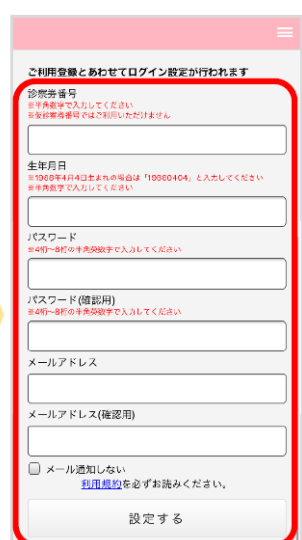 ご利用登録とあわせてログイン設定が行われます
診察券番号
※半角数字で入力してください
※仮診察券番号ではご利用いただけません
生年月日
※1988年4月4日生まれの場合は「19880404」と入力してください
※半角数字で入力してください
パスワード
※4桁～8桁の半角英数字で入力してください
パスワード(確認用)
※4桁～8桁の半角英数字で入力してください
メールアドレス
メールアドレス(確認用)
メール通知しない
利用規約を必ずお読みください。
設定する